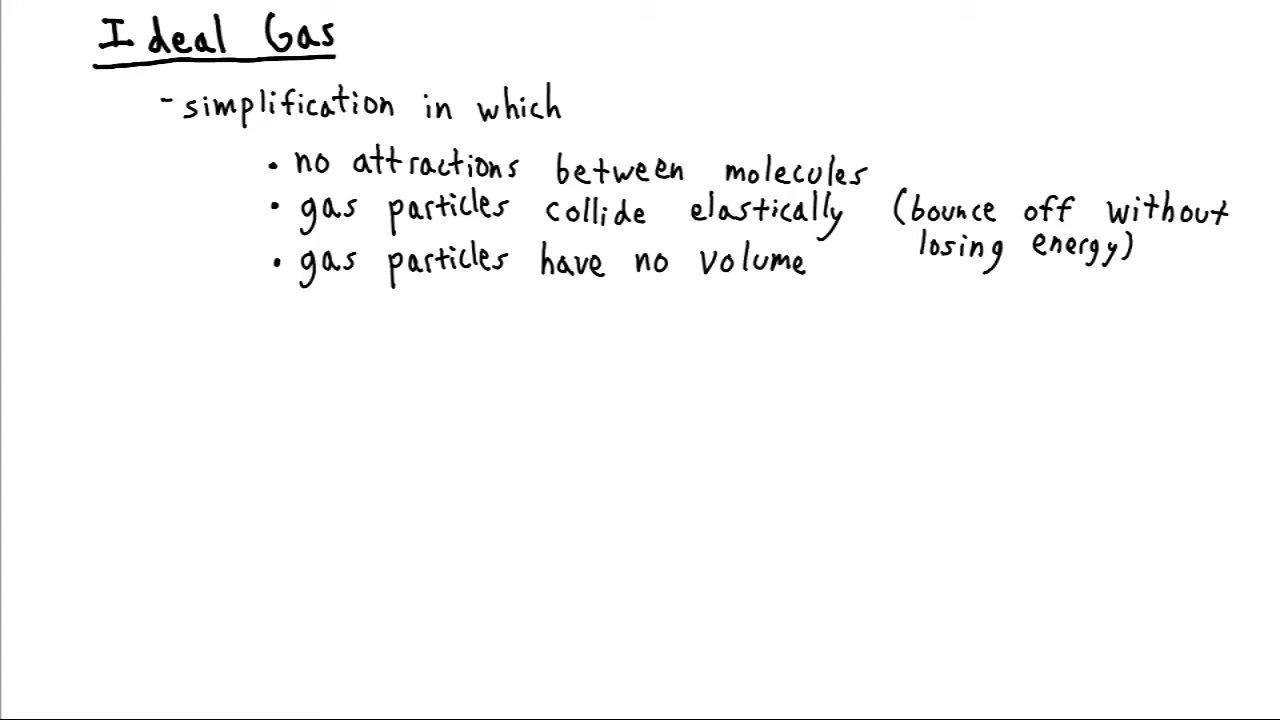 Ideal Gas
- simplification in which
• no attractions between molecules
• gas particles collide elastically (bounce off without
losing energy)
• gas particles have no volume